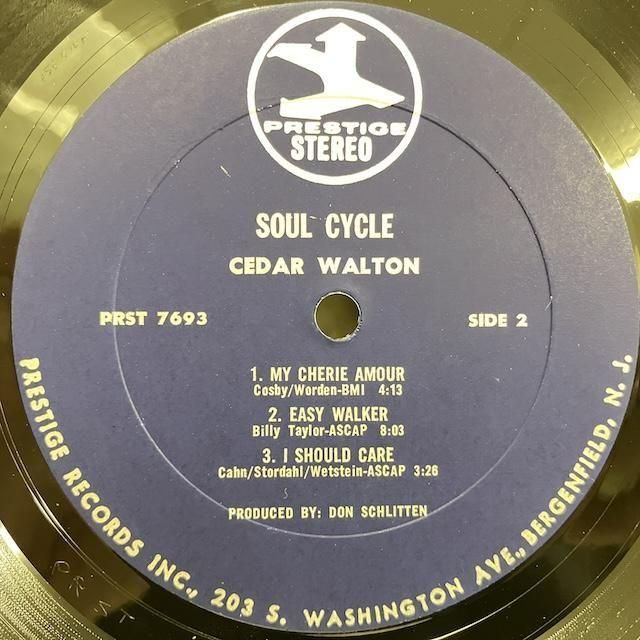 PRESTIGE
STEREO
SOUL CYCLE
CEDAR WALTON
PRST 7693
SIDE 2
1. MY CHERIE AMOUR
Cosby/Worden-BMI 4:13
2. EASY WALKER
Billy Taylor-ASCAP 8:03
3. I SHOULD CARE
Cahn/Stordahl/Wetstein-ASCAP 3:26
PRODUCED BY: DON SCHLITTEN
PRESTIGE RECORDS INC., 203 S. WASHINGTON AVE., BERGENFIELD, N. J.
PRST